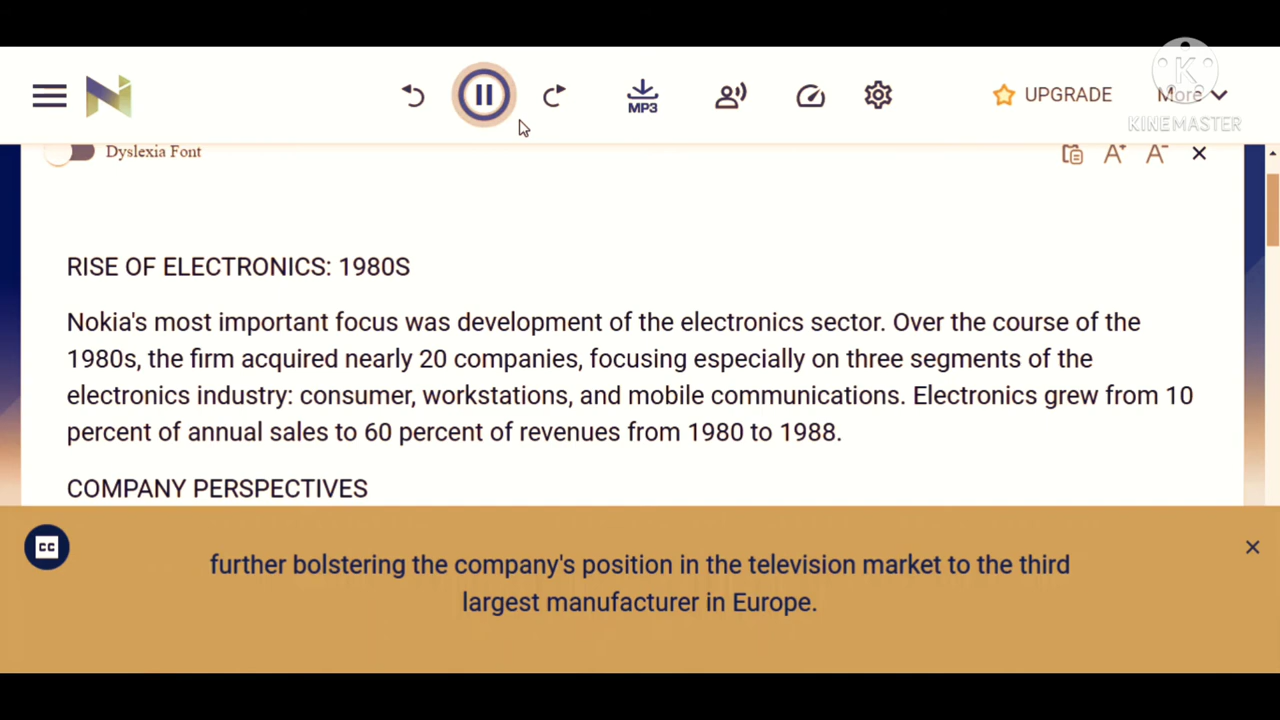 MP3
UPGRADE
More
KINEMASTER
Dyslexia Font
A+
A-
RISE OF ELECTRONICS: 1980S
Nokia's most important focus was development of the electronics sector. Over the course of the
1980s, the firm acquired nearly 20 companies, focusing especially on three segments of the
electronics industry: consumer, workstations, and mobile communications. Electronics grew from 10
percent of annual sales to 60 percent of revenues from 1980 to 1988.
COMPANY PERSPECTIVES
CC
further bolstering the company's position in the television market to the third
largest manufacturer in Europe.